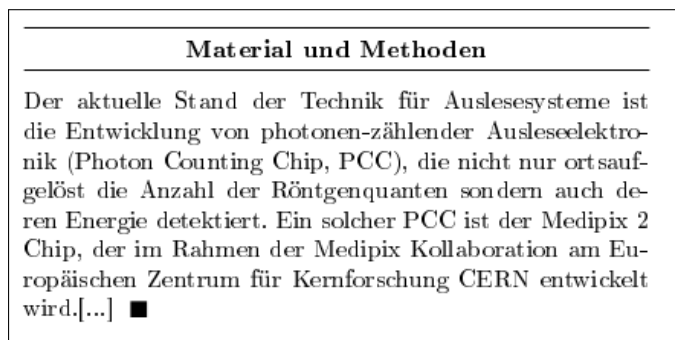 Material und Methoden
Der aktuelle Stand der Technik für Auslesesysteme ist
die Entwicklung von photonen-zählender Ausleseelektro-
nik (Photon Counting Chip, PCC), die nicht nur ortsauf-
gelöst die Anzahl der Röntgenquanten sondern auch de-
ren Energie detektiert. Ein solcher PCC ist der Medipix 2
Chip, der im Rahmen der Medipix Kollaboration am Eu-
ropäischen Zentrum für Kernforschung CERN entwickelt
wird.[...] ■